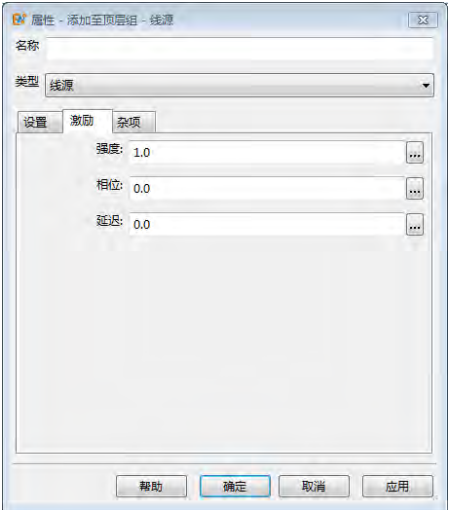 属性 - 添加至顶层组 - 线源
名称
类型 线源
设置 激励 杂项
强度: 1.0 ...
相位: 0.0 ...
延迟: 0.0 ...
帮助 确定 取消 应用